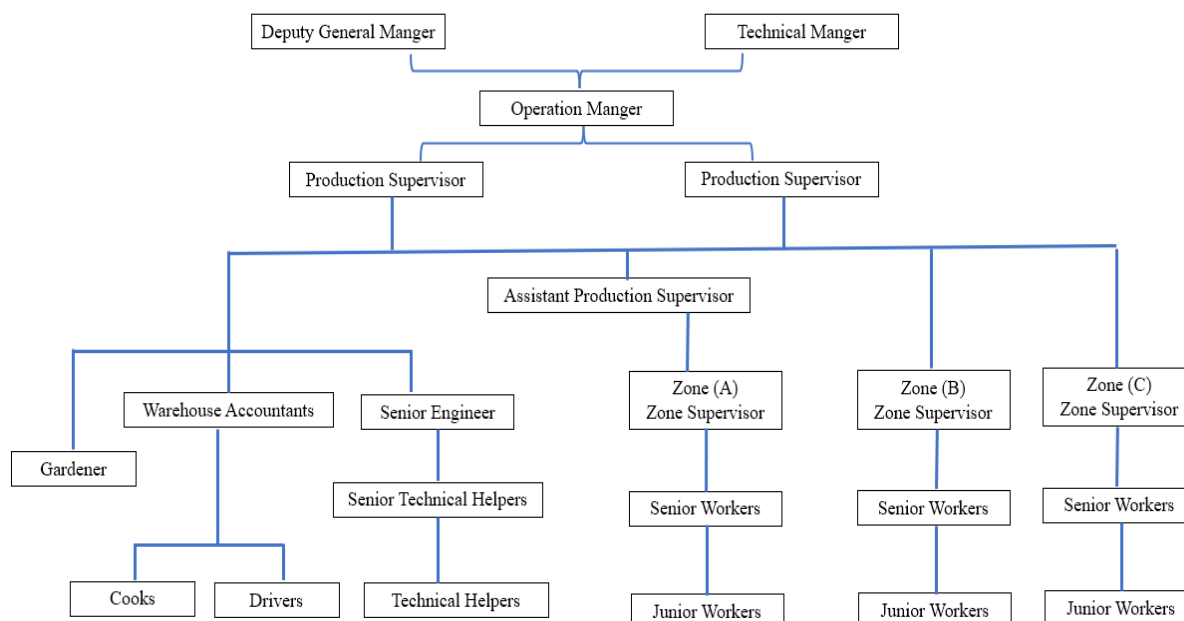 Deputy General Manger
Technical Manger
Operation Manger
Production Supervisor
Production Supervisor
Assistant Production Supervisor
Zone (A)
Zone Supervisor
Zone (B)
Zone Supervisor
Zone (C)
Zone Supervisor
Warehouse Accountants
Senior Engineer
Gardener
Senior Technical Helpers
Senior Workers
Senior Workers
Senior Workers
Cooks
Drivers
Technical Helpers
Junior Workers
Junior Workers
Junior Workers